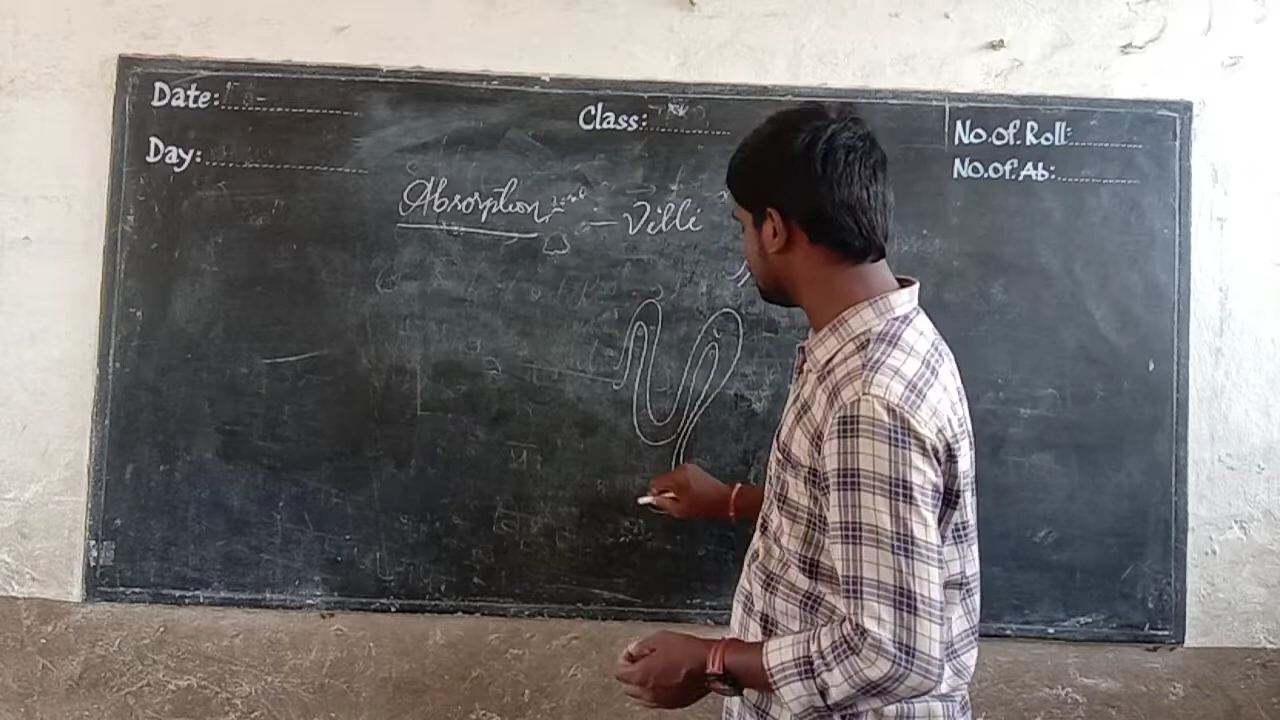 Date:
Class:
No.of.Roll:
Day:
No.of.Ab:
Absorption - Villi